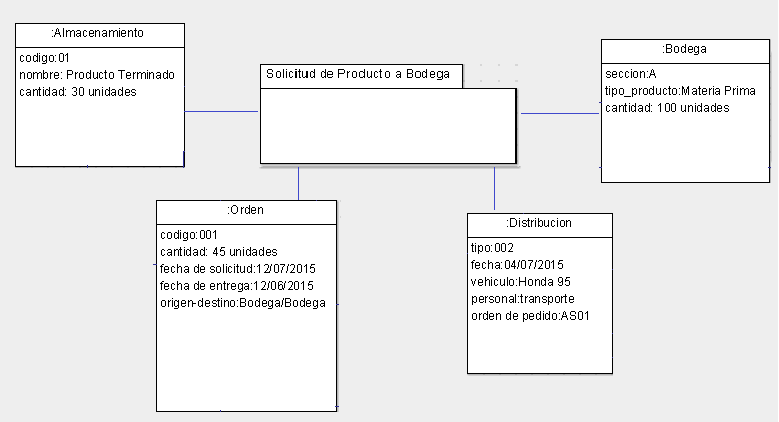 :Almacenamiento
codigo:01
nombre: Producto Terminado
cantidad: 30 unidades
Solicitud de Producto a Bodega
:Bodega
seccion:A
tipo_producto:Materia Prima
cantidad: 100 unidades
:Orden
codigo:001
cantidad: 45 unidades
fecha de solicitud:12/07/2015
fecha de entrega:12/06/2015
origen-destino:Bodega/Bodega
:Distribucion
tipo:002
fecha:04/07/2015
vehiculo:Honda 95
personal:transporte
orden de pedido:AS01